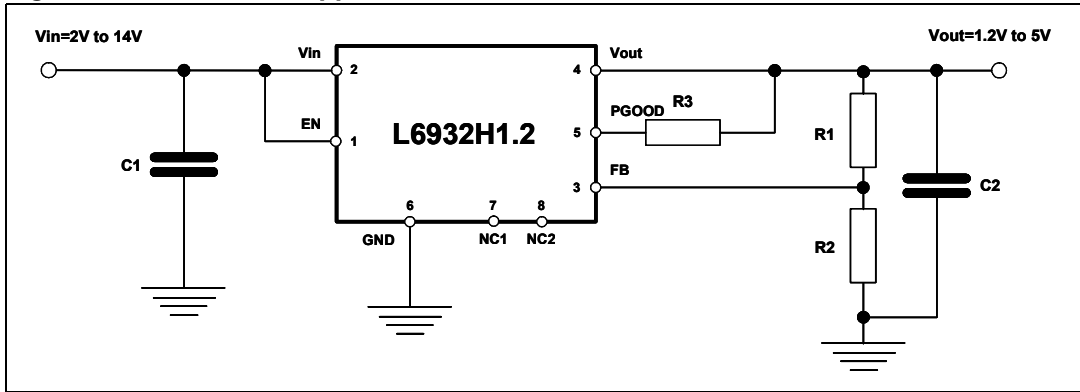 Vin=2V to 14V
Vout=1.2V to 5V
Vin
Vout
2
4
R3
PGOOD
EN
L6932H1.2
5
R1
1
C1
FB
3
C2
6
7
8
GND
NC1
NC2
R2